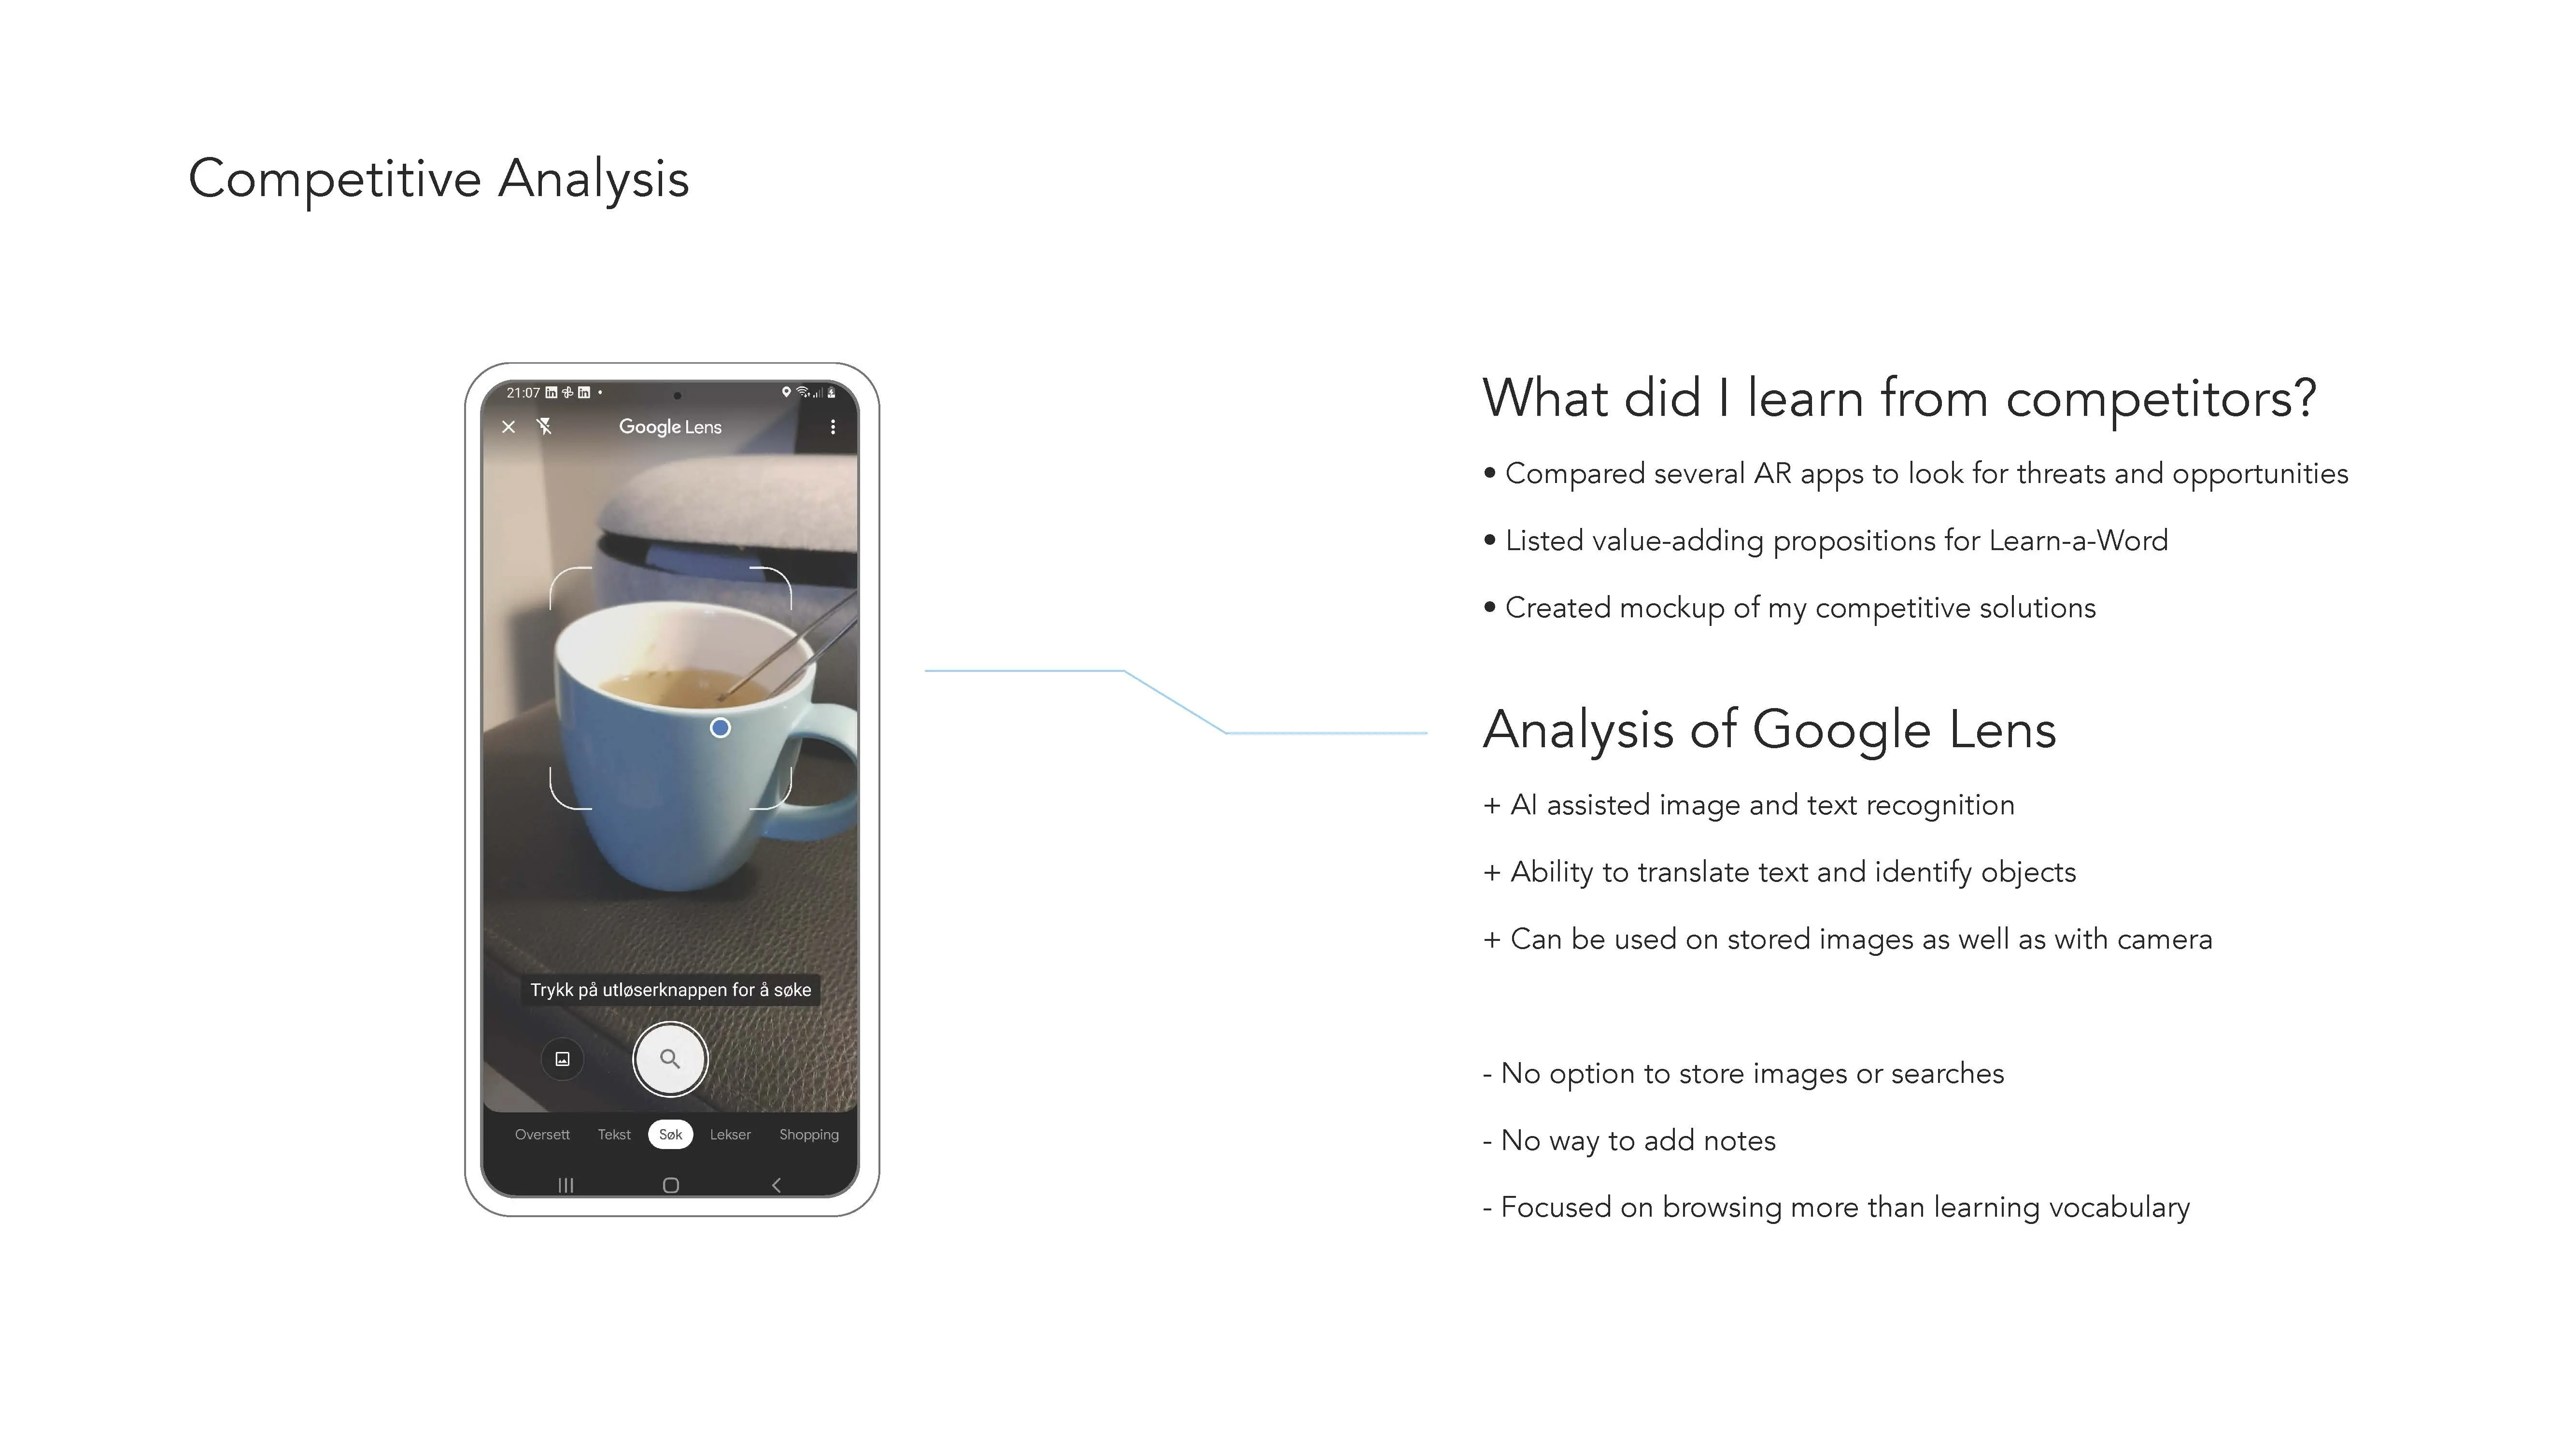 Competitive Analysis
21:07
Google Lens
Trykk på utløserknappen for å søke
Oversett Tekst Søk Lekser Shopping
What did I learn from competitors?
• Compared several AR apps to look for threats and opportunities
• Listed value-adding propositions for Learn-a-Word
• Created mockup of my competitive solutions
Analysis of Google Lens
+ AI assisted image and text recognition
+ Ability to translate text and identify objects
+ Can be used on stored images as well as with camera
- No option to store images or searches
- No way to add notes
- Focused on browsing more than learning vocabulary